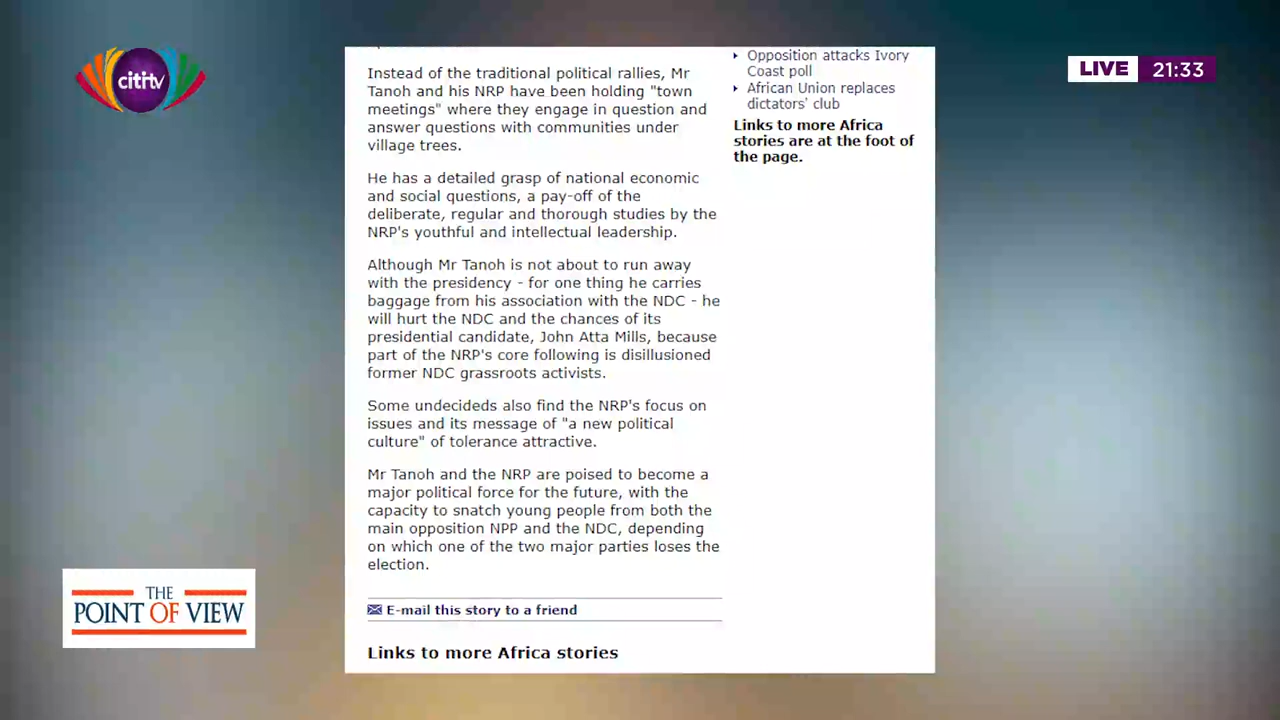 cititv
LIVE 21:33
Instead of the traditional political rallies, Mr
Tanoh and his NRP have been holding "town
meetings" where they engage in question and
answer questions with communities under
village trees.
He has a detailed grasp of national economic
and social questions, a pay-off of the
deliberate, regular and thorough studies by the
NRP's youthful and intellectual leadership.
Although Mr Tanoh is not about to run away
with the presidency - for one thing he carries
baggage from his association with the NDC - he
will hurt the NDC and the chances of its
presidential candidate, John Atta Mills, because
part of the NRP's core following is disillusioned
former NDC grassroots activists.
Some undecideds also find the NRP's focus on
issues and its message of "a new political
culture" of tolerance attractive.
Mr Tanoh and the NRP are poised to become a
major political force for the future, with the
capacity to snatch young people from both the
main opposition NPP and the NDC, depending
on which one of the two major parties loses the
election.
E-mail this story to a friend
Links to more Africa stories
Opposition attacks Ivory
Coast poll
African Union replaces
dictators' club
Links to more Africa
stories are at the foot of
the page.
THE
POINT OF VIEW